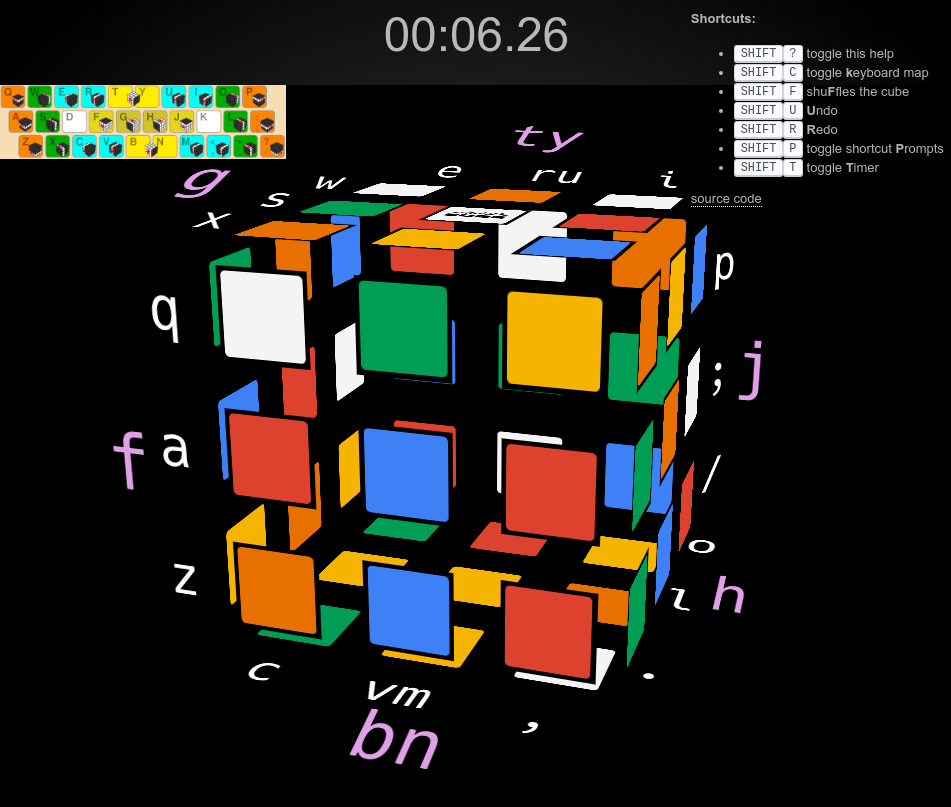 00:06.26
Shortcuts:
SHIFT ? toggle this help
SHIFT C toggle keyboard map
SHIFT F shuFfles the cube
SHIFT U Undo
SHIFT R Redo
SHIFT P toggle shortcut Prompts
SHIFT T toggle Timer
source code
Q W E R T Y U I O P
A S D F G H J K L ;
Z X C V B N M < > ?
ty
g s w e ru i
x
q p
; j
f a /
o
z l h
c vm , .
bn